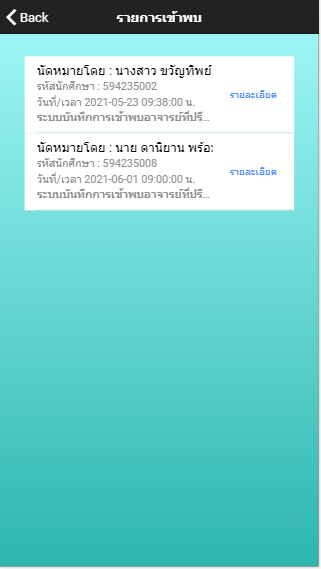 Back
รายการเข้าพบ
นัดหมายโดย : นางสาว ขวัญทิพย์
รหัสนักศึกษา : 594235002
วันที่/เวลา 2021-05-23 09:38:00 น.
ระบบบันทึกการเข้าพบอาจารย์ที่ปรึ...
รายละเอียด
นัดหมายโดย : นาย ดานิยาน พร้อ
รหัสนักศึกษา : 594235008
วันที่/เวลา 2021-06-01 09:00:00 น.
ระบบบันทึกการเข้าพบอาจารย์ที่ปรึ...
รายละเอียด